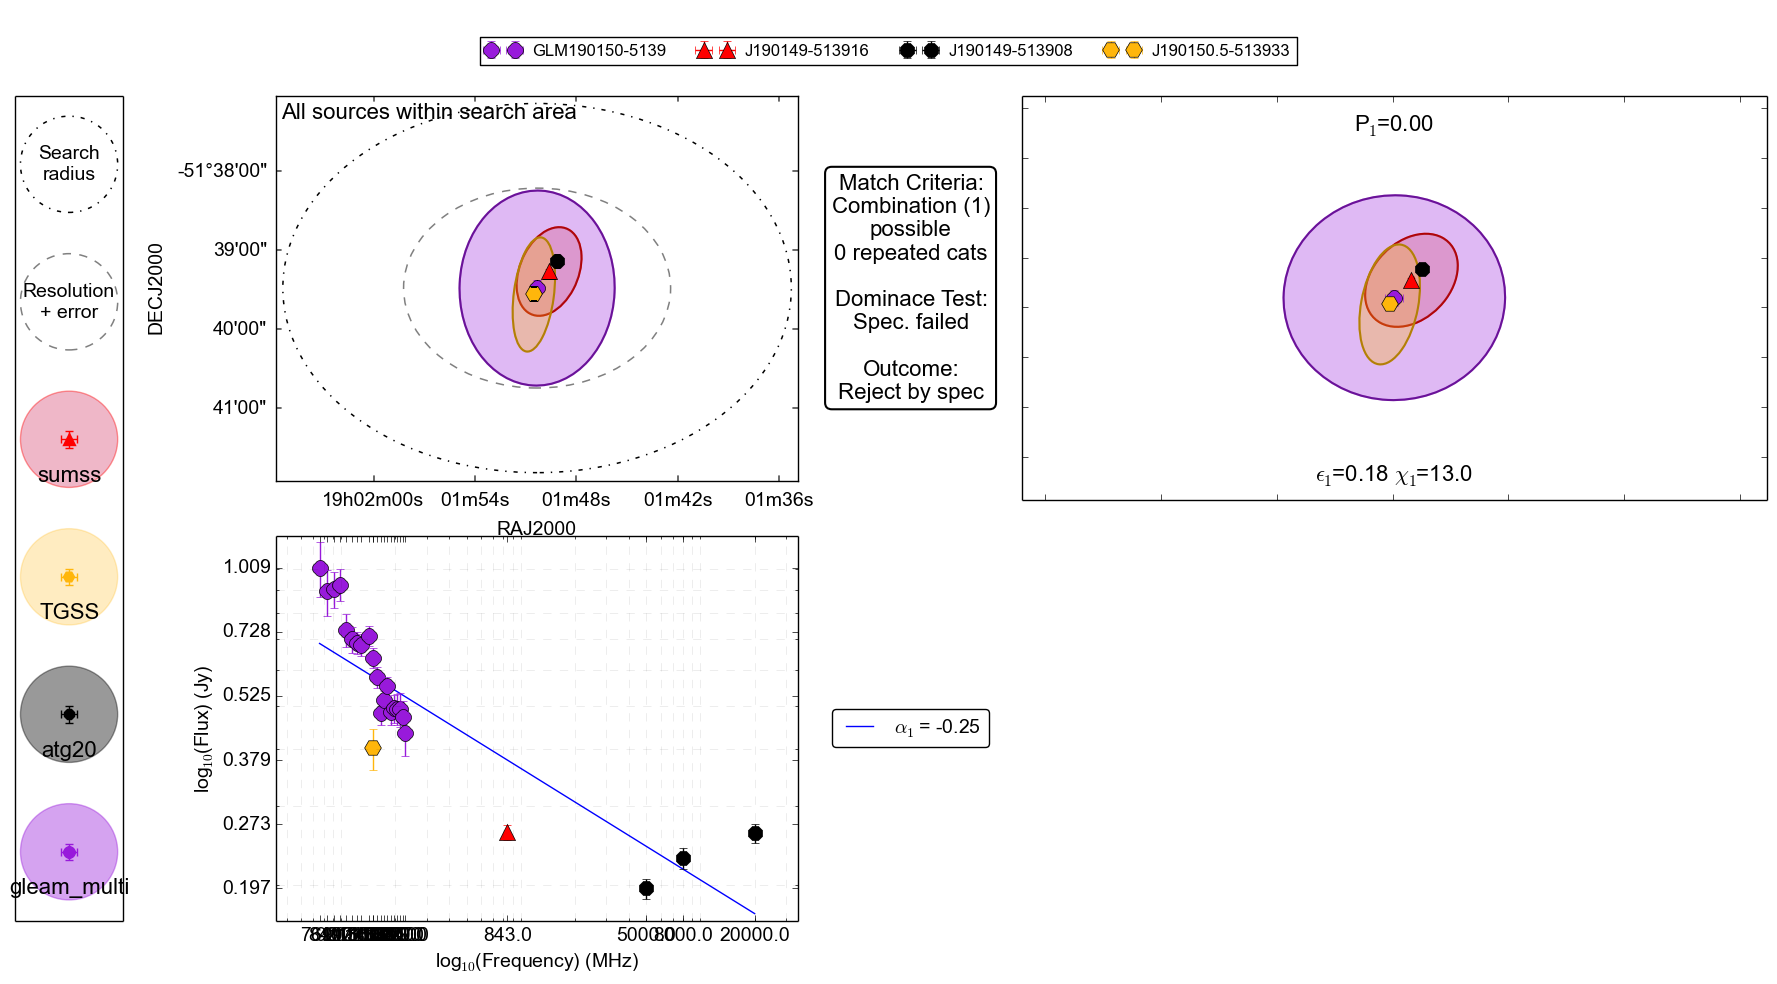 GLM190150-5139 J190149-513916 J190149-513908 J190150.5-513933
Search
radius
Resolution
+ error
sumss
TGSS
atg20
gleam_multi
All sources within search area
DECJ2000
-51°38'00"
39'00"
40'00"
41'00"
19h02m00s 01m54s 01m48s 01m42s 01m36s
RAJ2000
Match Criteria:
Combination (1)
possible
0 repeated cats
Dominace Test:
Spec. failed
Outcome:
Reject by spec
P₁=0.00
ϵ₁=0.18 χ₁=13.0
log₁₀(Flux) (Jy)
1.009
0.728
0.525
0.379
0.273
0.197
843.0 5000.0 8000.0 20000.0
log₁₀(Frequency) (MHz)
α₁ = -0.25